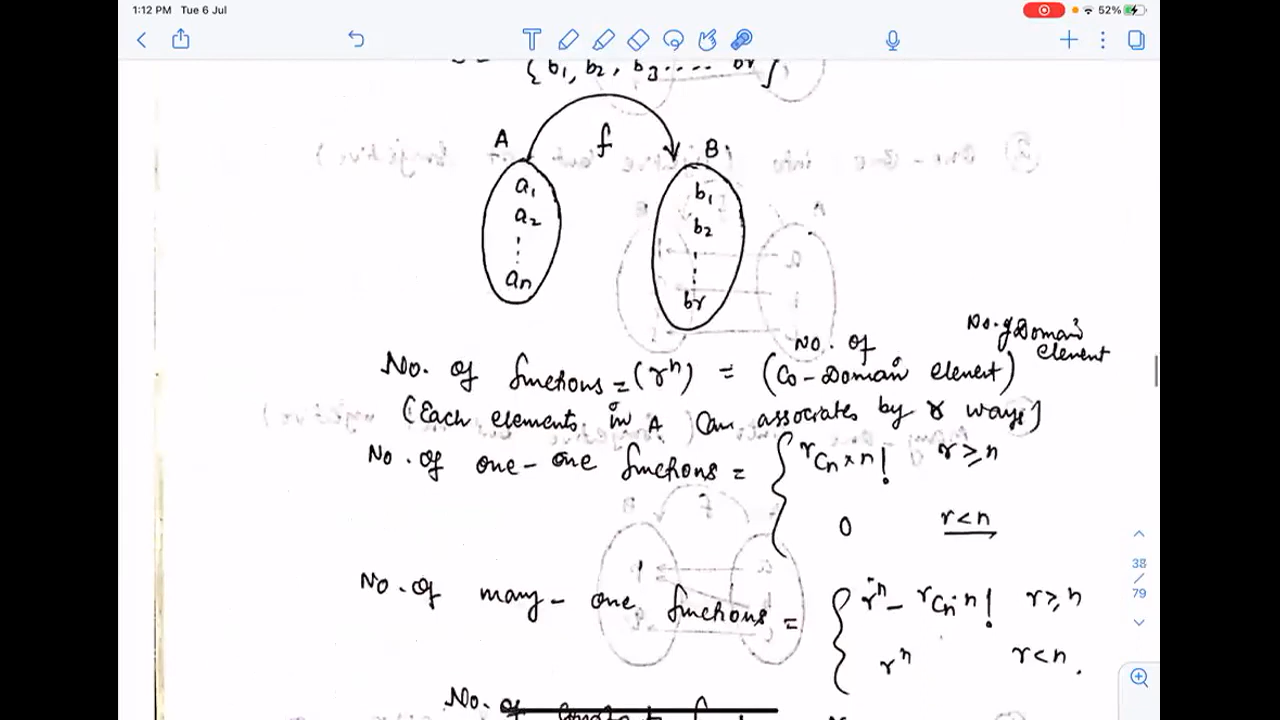 1:12 PM Tue 6 Jul
52%
{ b1, b2, b3..... br }
A f B
a1 b1
a2 b2
an br
No. of Domain element
No. of functions = (r^n) = (No. of Co-Domain element)
(Each elements in A Can associates by r ways)
No. of one-one functions = { rCn × n! r ≥ n
0 r < n
38
/
79
No. of many-one functions = { r^n - rCn·n! r ≥ n
r^n r < n.
No. of